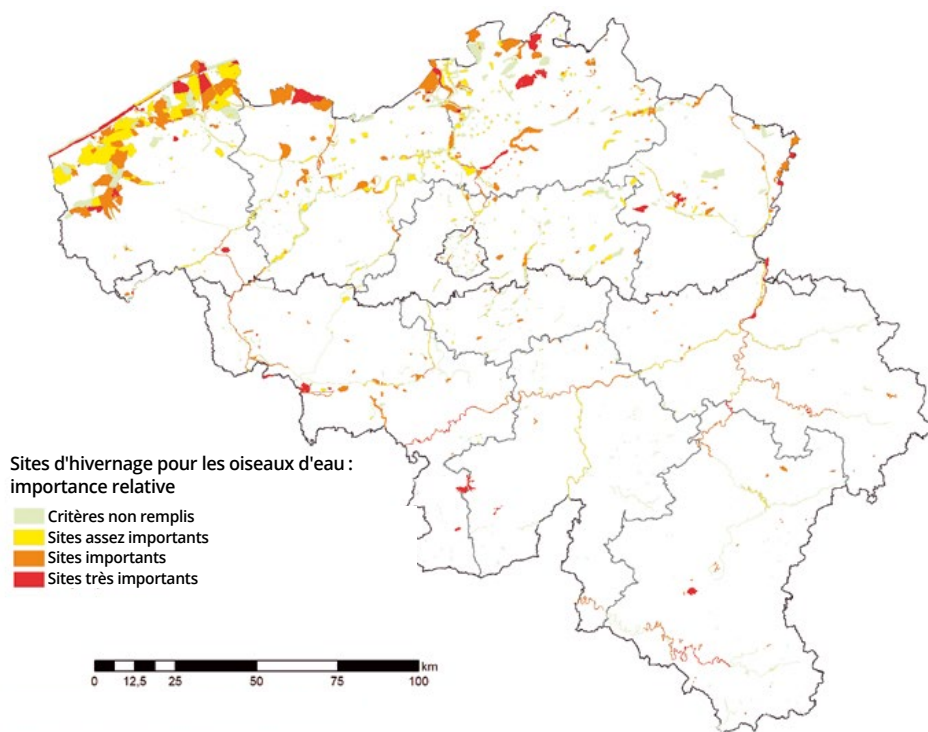 Sites d'hivernage pour les oiseaux d'eau :
importance relative
Critères non remplis
Sites assez importants
Sites importants
Sites très importants
km
0 12,5 25 50 75 100